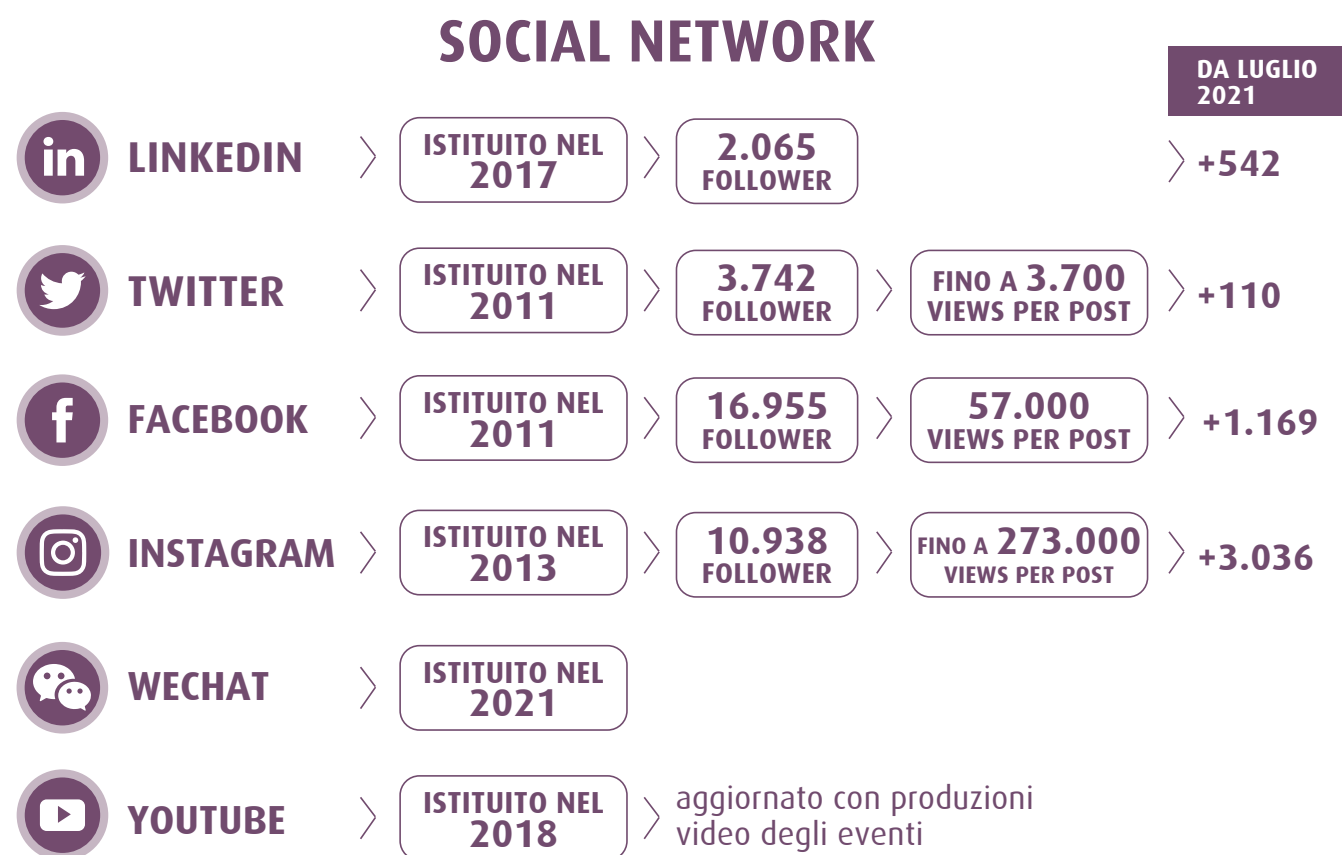 SOCIAL NETWORK
DA LUGLIO
2021
in LINKEDIN
ISTITUITO NEL
2017
2.065
FOLLOWER
+542
TWITTER
ISTITUITO NEL
2011
3.742
FOLLOWER
FINO A 3.700
VIEWS PER POST
+110
f FACEBOOK
ISTITUITO NEL
2011
16.955
FOLLOWER
57.000
VIEWS PER POST
+1.169
INSTAGRAM
ISTITUITO NEL
2013
10.938
FOLLOWER
FINO A 273.000
VIEWS PER POST
+3.036
WECHAT
ISTITUITO NEL
2021
YOUTUBE
ISTITUITO NEL
2018
aggiornato con produzioni
video degli eventi